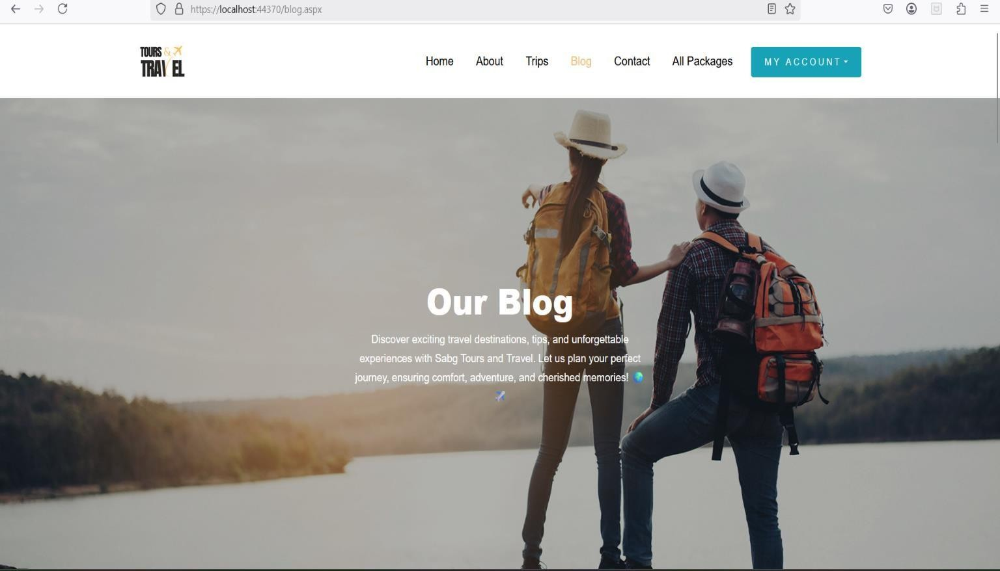 https://localhost:44370/blog.aspx
TOURS &
TRAVEL
Home About Trips Blog Contact All Packages MY ACCOUNT
Our Blog
Discover exciting travel destinations, tips, and unforgettable
experiences with Sabg Tours and Travel. Let us plan your perfect
journey, ensuring comfort, adventure, and cherished memories! 🌍
✈️